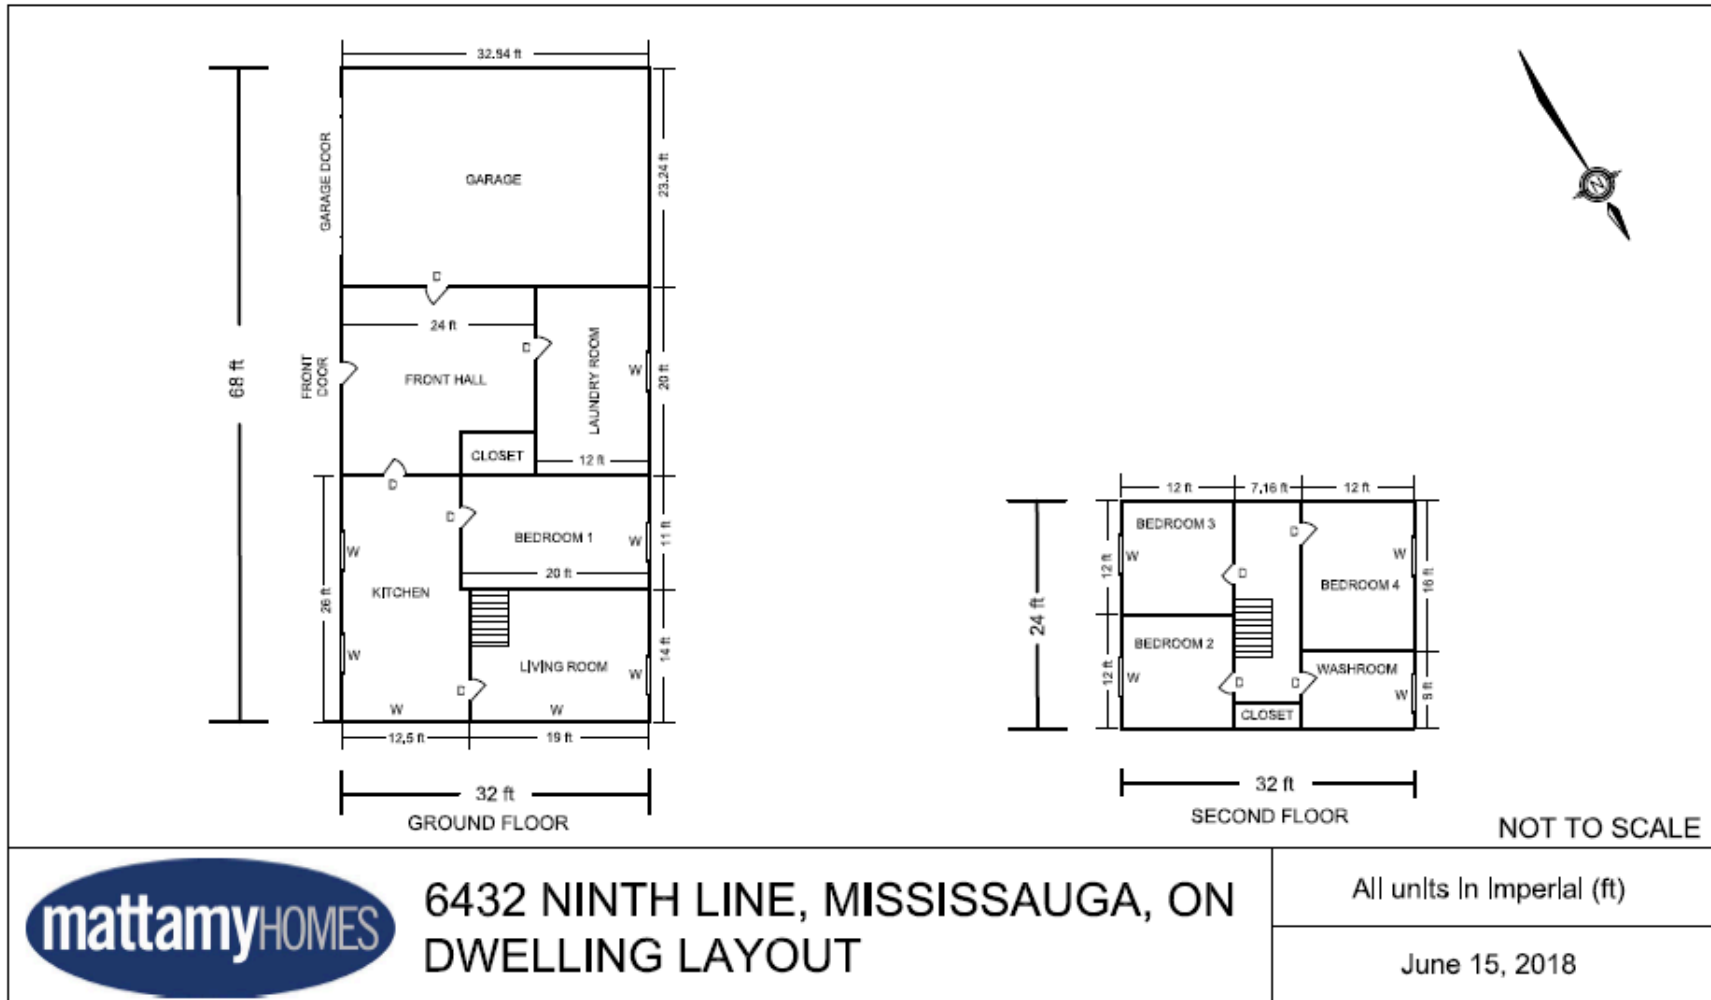 32.94 ft
GARAGE DOOR
GARAGE
23.24 ft
N
D
24 ft
D
LAUNDRY ROOM
FRONT
DOOR
FRONT HALL
W
20 ft
68 ft
CLOSET
12 ft
D
D
BEDROOM 1
W
11 ft
W
20 ft
26 ft
KITCHEN
W
LIVING ROOM
14 ft
W
D
W
W
12.5 ft
19 ft
32 ft
GROUND FLOOR
12 ft
7.16 ft
12 ft
BEDROOM 3
D
W
W
12 ft
D
BEDROOM 4
16 ft
24 ft
BEDROOM 2
12 ft
W
D
D
WASHROOM
W
8 ft
CLOSET
32 ft
SECOND FLOOR
NOT TO SCALE
mattamyHOMES
6432 NINTH LINE, MISSISSAUGA, ON
DWELLING LAYOUT
All units in Imperial (ft)
June 15, 2018